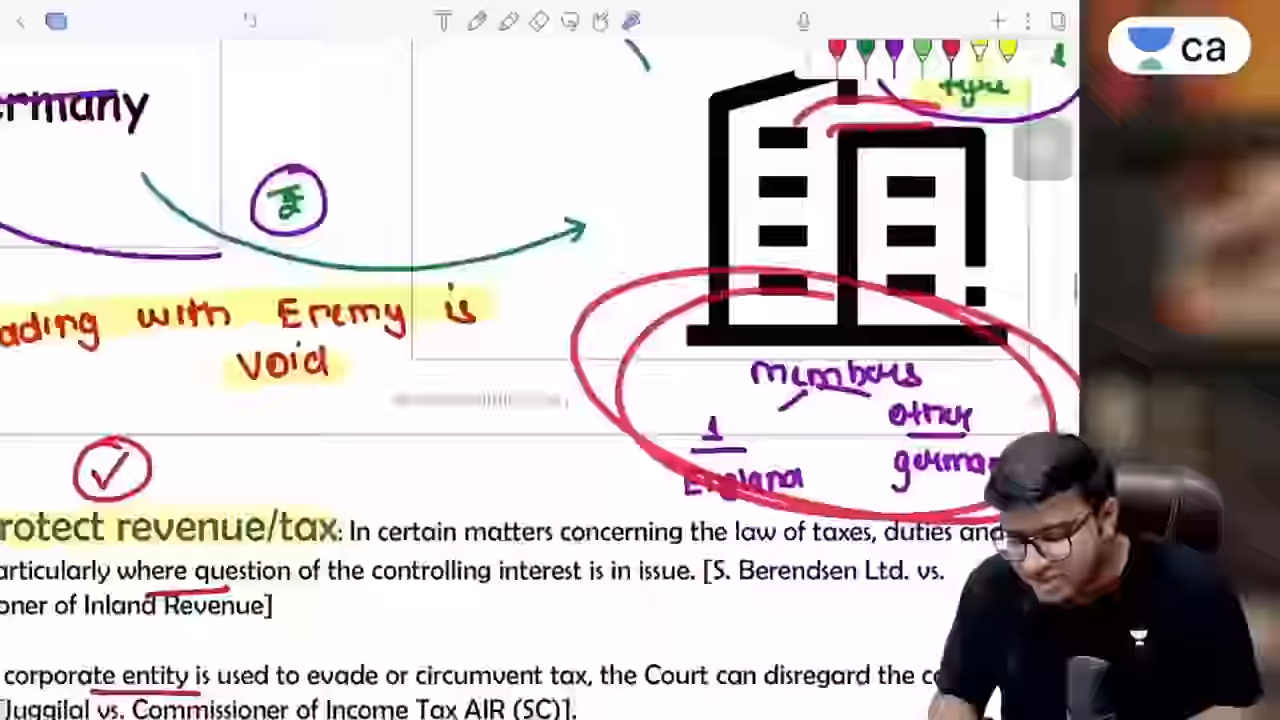 ca
type
ermany
ading with Enemy is
Void
members
1
other
England
german
rotect revenue/tax: In certain matters concerning the law of taxes, duties and
articularly where question of the controlling interest is in issue. [S. Berendsen Ltd. vs.
oner of Inland Revenue]
corporate entity is used to evade or circumvent tax, the Court can disregard the co
[Juggilal vs. Commissioner of Income Tax AIR (SC)].